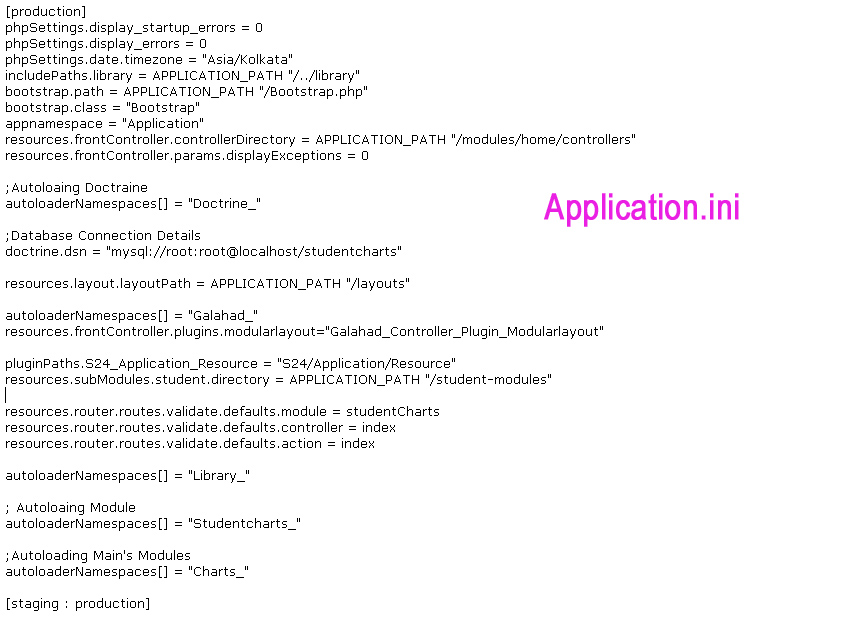 [production]
phpSettings.display_startup_errors = 0
phpSettings.display_errors = 0
phpSettings.date.timezone = "Asia/Kolkata"
includePaths.library = APPLICATION_PATH "/../library"
bootstrap.path = APPLICATION_PATH "/Bootstrap.php"
bootstrap.class = "Bootstrap"
appnamespace = "Application"
resources.frontController.controllerDirectory = APPLICATION_PATH "/modules/home/controllers"
resources.frontController.params.displayExceptions = 0
;Autoloaing Doctraine
autoloaderNamespaces[] = "Doctrine_"
Application.ini
;Database Connection Details
doctrine.dsn = "mysql://root:root@localhost/studentcharts"
resources.layout.layoutPath = APPLICATION_PATH "/layouts"
autoloaderNamespaces[] = "Galahad_"
resources.frontController.plugins.modularlayout="Galahad_Controller_Plugin_Modularlayout"
pluginPaths.S24_Application_Resource = "S24/Application/Resource"
resources.subModules.student.directory = APPLICATION_PATH "/student-modules"
resources.router.routes.validate.defaults.module = studentCharts
resources.router.routes.validate.defaults.controller = index
resources.router.routes.validate.defaults.action = index
autoloaderNamespaces[] = "Library_"
; Autoloaing Module
autoloaderNamespaces[] = "Studentcharts_"
;Autoloading Main's Modules
autoloaderNamespaces[] = "Charts_"
[staging : production]